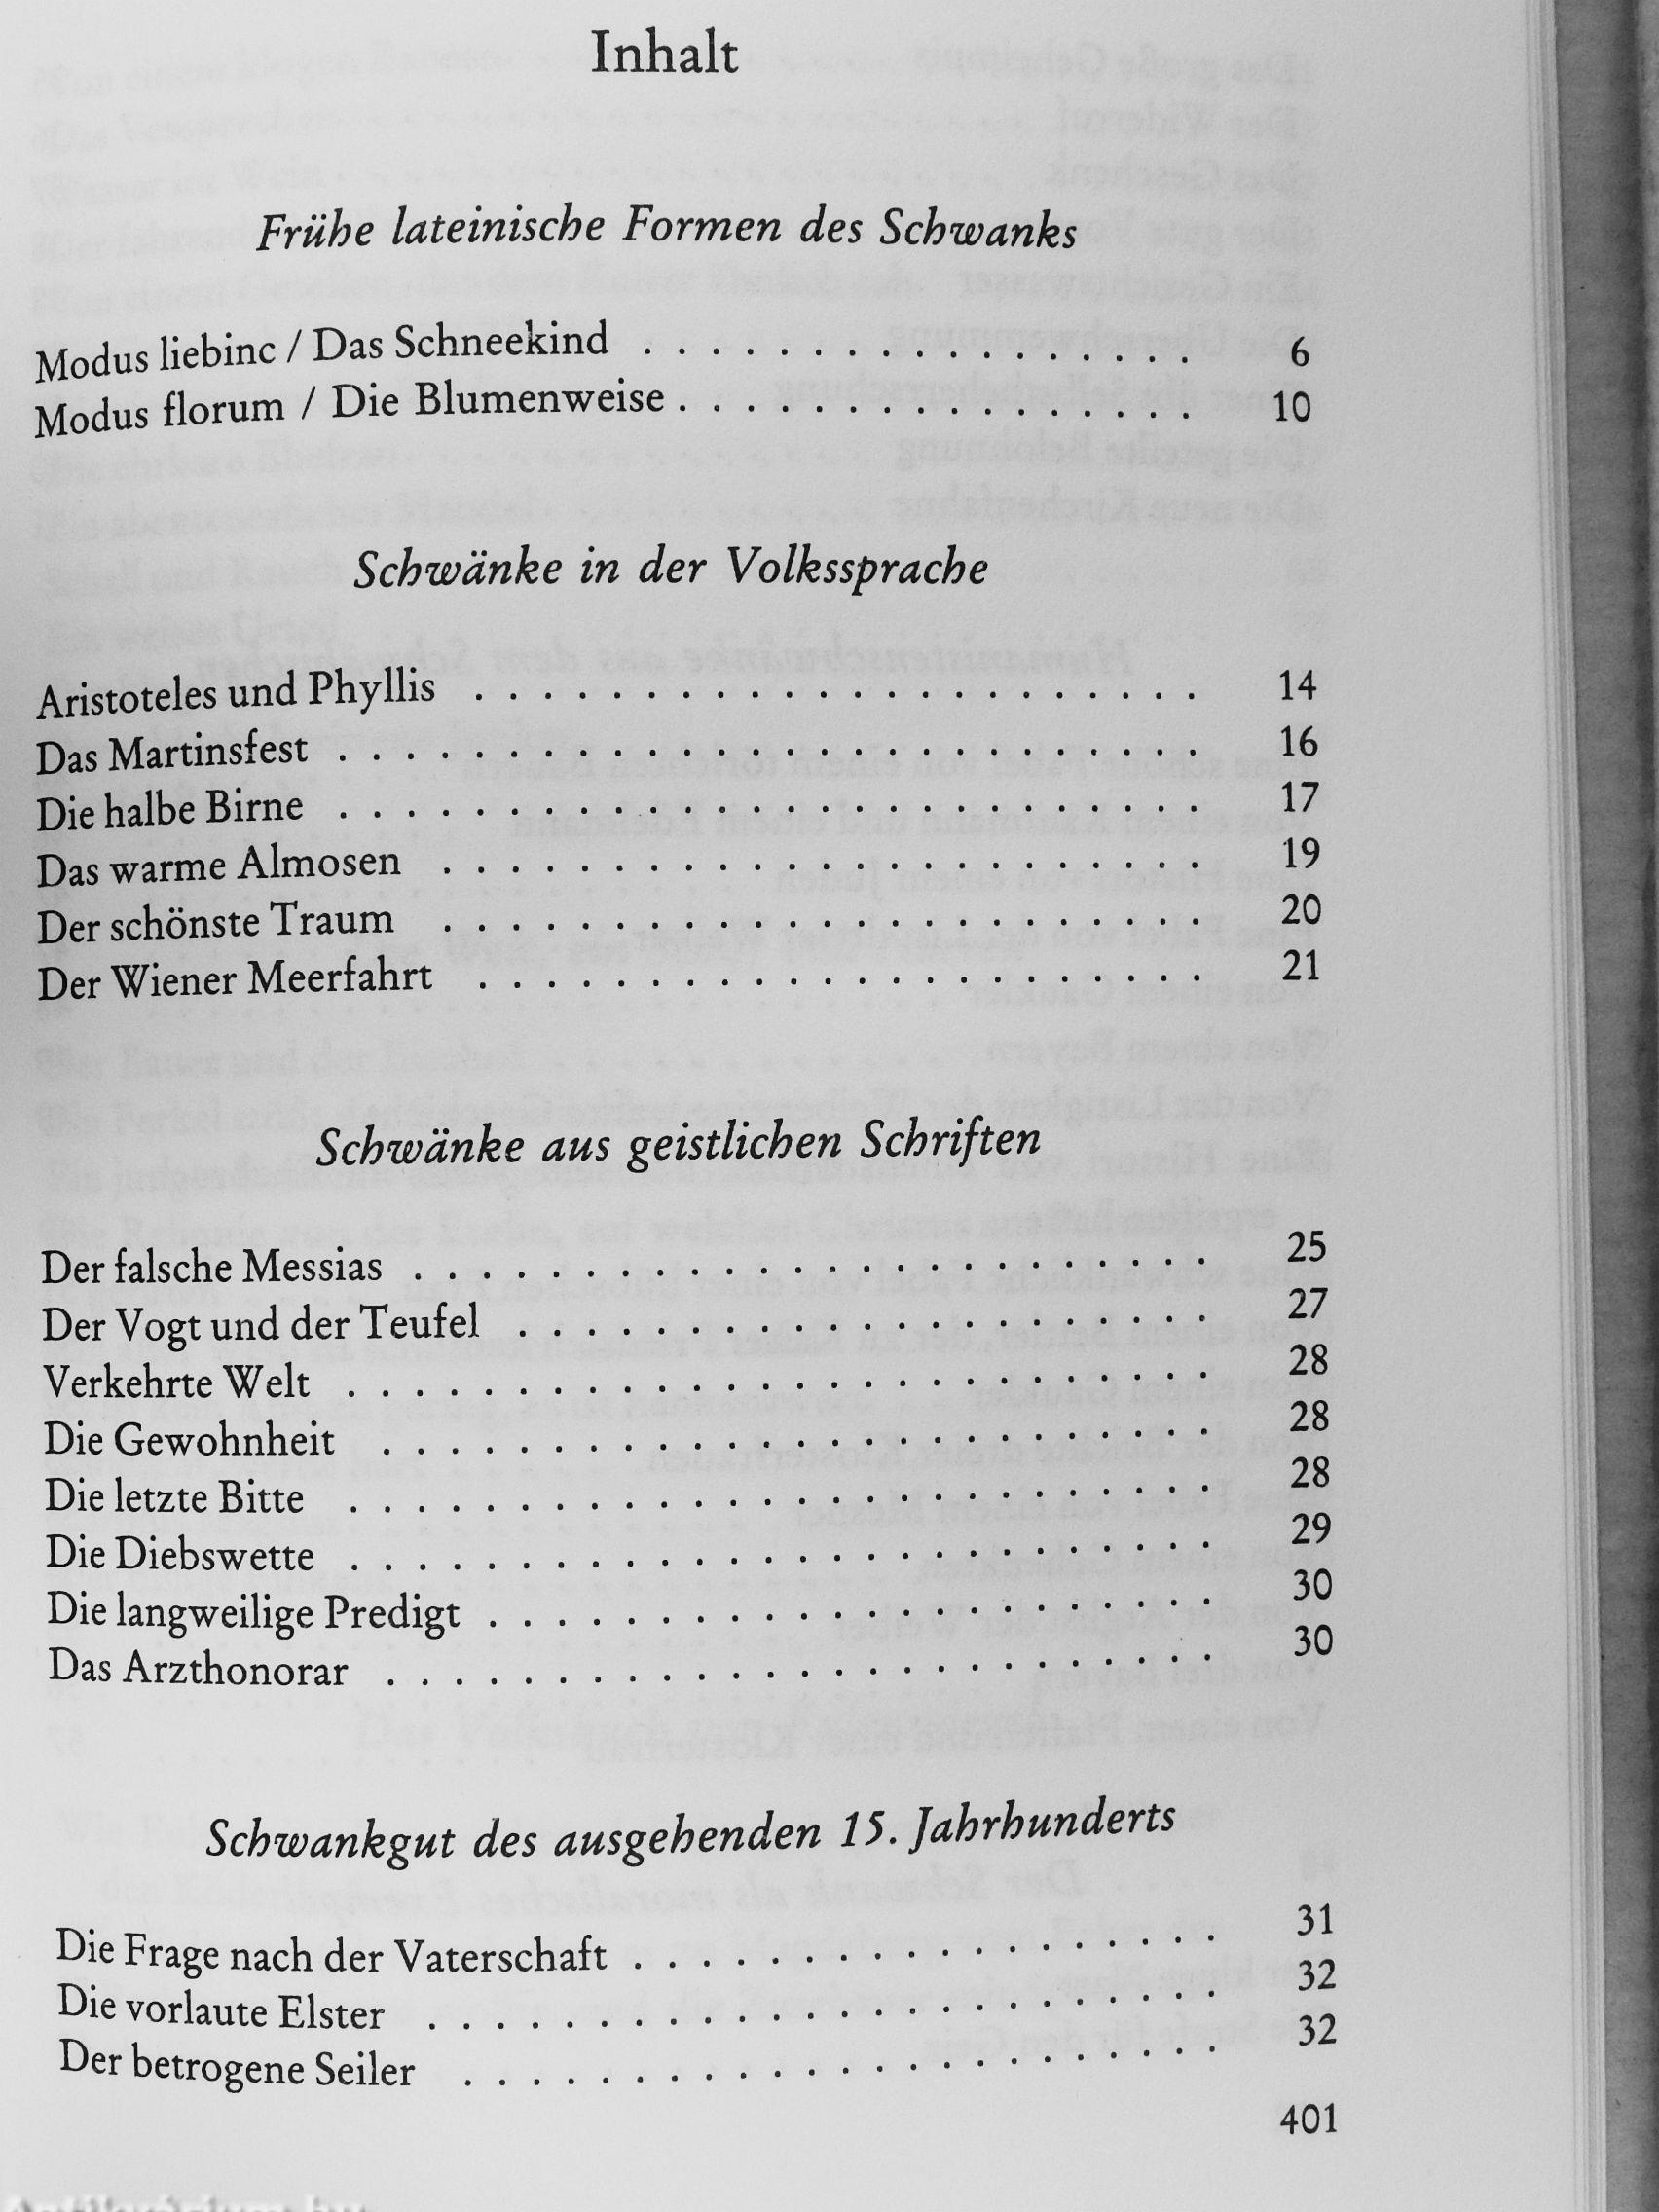 Inhalt
Frühe lateinische Formen des Schwanks
Modus liebinc / Das Schneekind . . . . . . . . . . . . . . . . . 6
Modus florum / Die Blumenweise . . . . . . . . . . . . . . . . 10
Schwänke in der Volkssprache
Aristoteles und Phyllis . . . . . . . . . . . . . . . . . . . . . . 14
Das Martinsfest . . . . . . . . . . . . . . . . . . . . . . . . . . 16
Die halbe Birne . . . . . . . . . . . . . . . . . . . . . . . . . . 17
Das warme Almosen . . . . . . . . . . . . . . . . . . . . . . . 19
Der schönste Traum . . . . . . . . . . . . . . . . . . . . . . . 20
Der Wiener Meerfahrt . . . . . . . . . . . . . . . . . . . . . . 21
Schwänke aus geistlichen Schriften
Der falsche Messias . . . . . . . . . . . . . . . . . . . . . . . . 25
Der Vogt und der Teufel . . . . . . . . . . . . . . . . . . . . . 27
Verkehrte Welt . . . . . . . . . . . . . . . . . . . . . . . . . . 28
Die Gewohnheit . . . . . . . . . . . . . . . . . . . . . . . . . 28
Die letzte Bitte . . . . . . . . . . . . . . . . . . . . . . . . . . 28
Die Diebswette . . . . . . . . . . . . . . . . . . . . . . . . . . 29
Die langweilige Predigt . . . . . . . . . . . . . . . . . . . . . . 30
Das Arzthonorar . . . . . . . . . . . . . . . . . . . . . . . . . 30
Schwankgut des ausgehenden 15. Jahrhunderts
Die Frage nach der Vaterschaft . . . . . . . . . . . . . . . . . . 31
Die vorlaute Elster . . . . . . . . . . . . . . . . . . . . . . . . 32
Der betrogene Seiler . . . . . . . . . . . . . . . . . . . . . . . 32
401